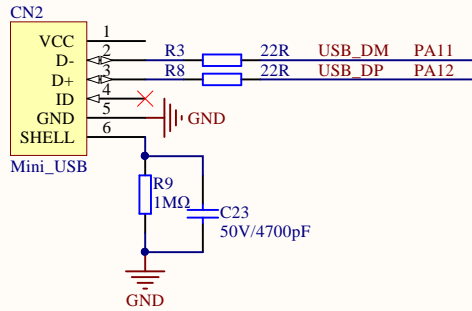 CN2
VCC 1
D- 2 R3 22R USB_DM PA11
D+ 3 R8 22R USB_DP PA12
ID 4
GND 5 GND
SHELL 6
Mini_USB
R9
1MΩ
C23
50V/4700pF
GND